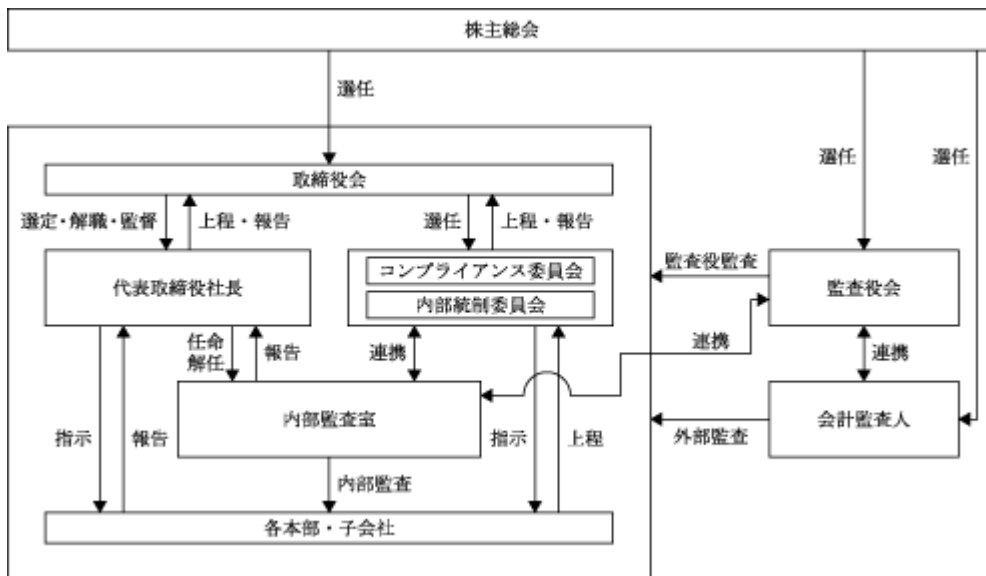 株主総会
選任
選任
選任
取締役会
選定・解職・監督
上程・報告
選任
上程・報告
代表取締役社長
コンプライアンス委員会
内部統制委員会
監査役監査
監査役会
任命
解任
報告
連携
連携
連携
内部監査室
会計監査人
指示
報告
指示
上程
外部監査
内部監査
各本部・子会社